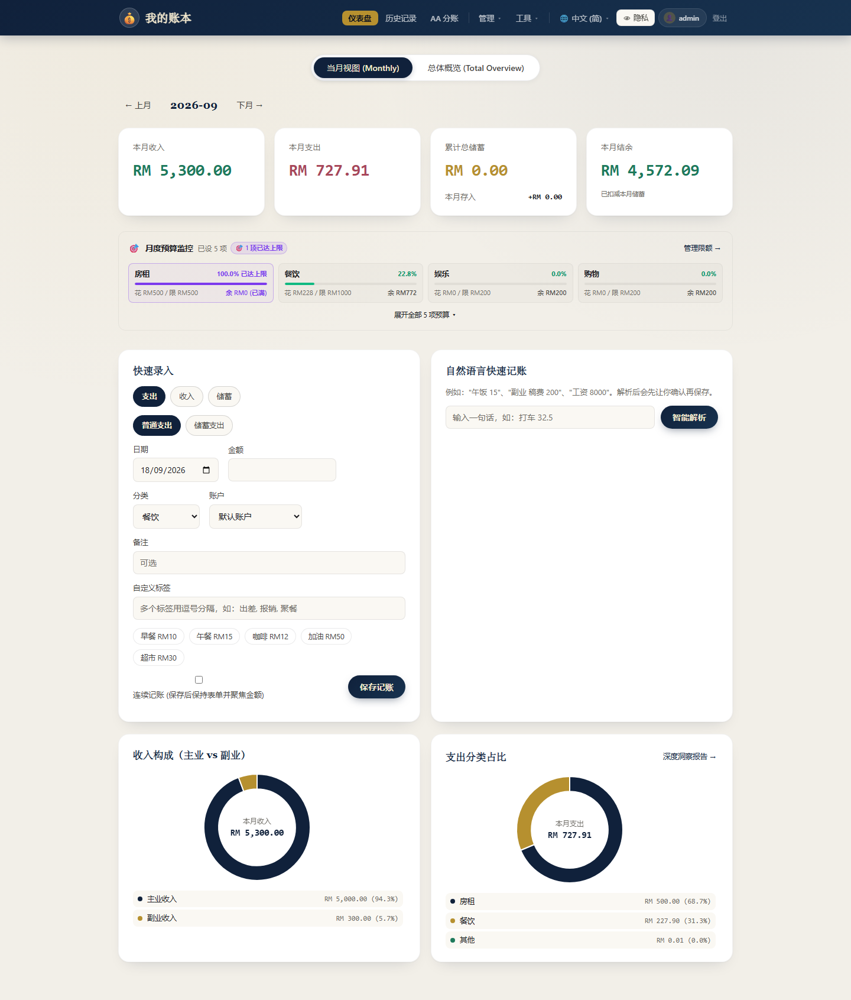 我的账本
仪表盘 历史记录 AA 分账 管理 工具 中文 (简) 隐私 admin 登出
当月视图 (Monthly) 总体概览 (Total Overview)
← 上月 2026-09 下月 →
本月收入
RM 5,300.00
本月支出
RM 727.91
累计总储蓄
RM 0.00
本月存入 +RM 0.00
本月结余
RM 4,572.09
已扣减本月储蓄
月度预算监控 已设 5 项 1 项已达上限 管理限额 →
房租 100.0% 已达上限
花 RM500 / 限 RM500 余 RM0 (已满)
餐饮 22.8%
花 RM228 / 限 RM1000 余 RM772
娱乐 0.0%
花 RM0 / 限 RM200 余 RM200
购物 0.0%
花 RM0 / 限 RM200 余 RM200
展开全部 5 项预算 ▾
快速录入
支出 收入 储蓄
普通支出 储蓄支出
日期 金额
18/09/2026
分类 账户
餐饮 默认账户
备注
可选
自定义标签
多个标签用逗号分隔，如：出差, 报销, 聚餐
早餐 RM10 午餐 RM15 咖啡 RM12 加油 RM50
超市 RM30
连续记账 (保存后保持表单并聚焦金额) 保存记账
自然语言快速记账
例如："午饭 15"、"副业 稿费 200"、"工资 8000"。解析后会先让你确认再保存。
输入一句话，如：打车 32.5 智能解析
收入构成（主业 vs 副业）
本月收入
RM 5,300.00
主业收入 RM 5,000.00 (94.3%)
副业收入 RM 300.00 (5.7%)
支出分类占比 深度洞察报告 →
本月支出
RM 727.91
房租 RM 500.00 (68.7%)
餐饮 RM 227.90 (31.3%)
其他 RM 0.01 (0.0%)